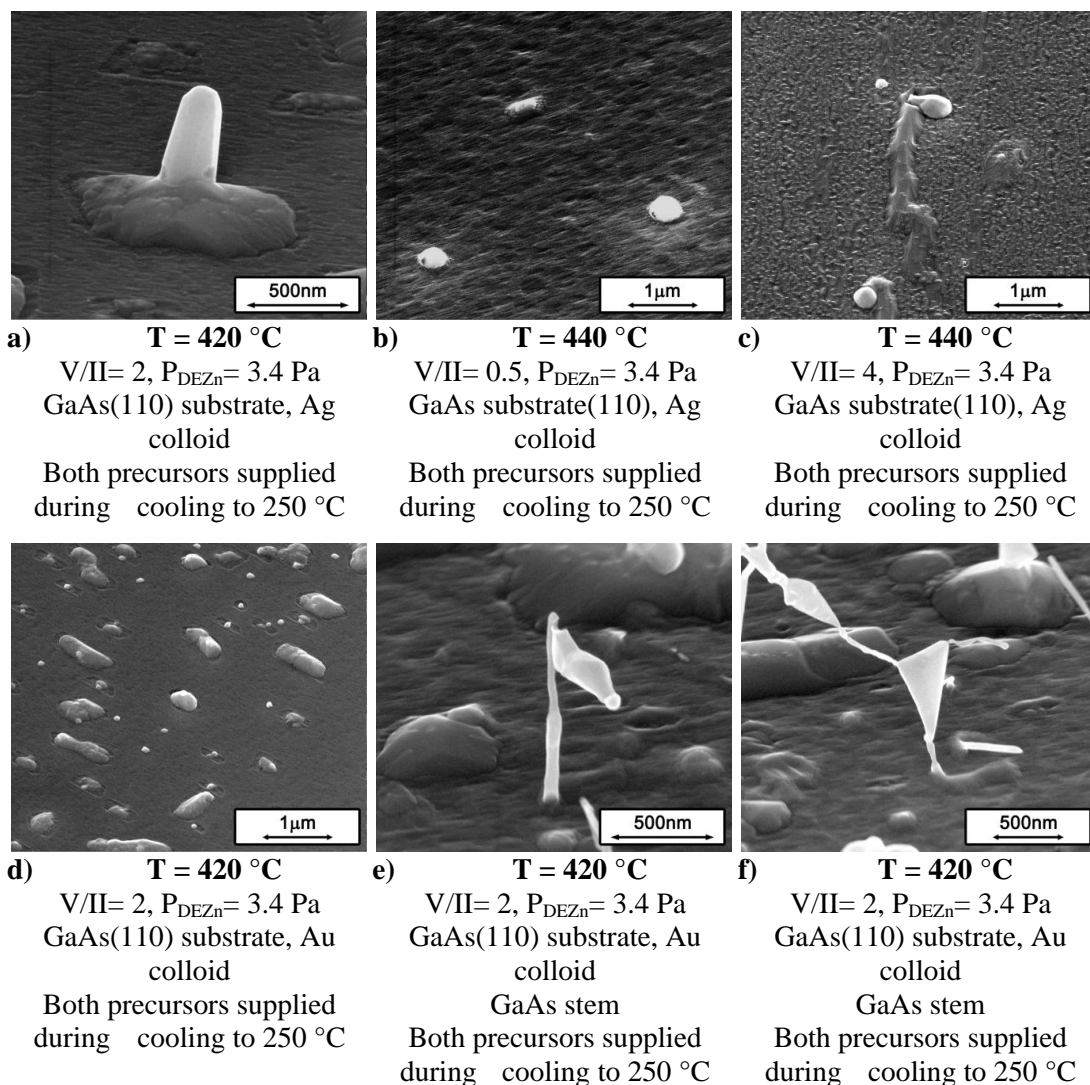 500nm
1μm
1μm
a) T = 420 °C
V/II= 2, PDEZn= 3.4 Pa
GaAs(110) substrate, Ag
colloid
Both precursors supplied
during cooling to 250 °C
b) T = 440 °C
V/II= 0.5, PDEZn= 3.4 Pa
GaAs substrate(110), Ag
colloid
Both precursors supplied
during cooling to 250 °C
c) T = 440 °C
V/II= 4, PDEZn= 3.4 Pa
GaAs substrate(110), Ag
colloid
Both precursors supplied
during cooling to 250 °C
1μm
500nm
500nm
d) T = 420 °C
V/II= 2, PDEZn= 3.4 Pa
GaAs(110) substrate, Au
colloid
Both precursors supplied
during cooling to 250 °C
e) T = 420 °C
V/II= 2, PDEZn= 3.4 Pa
GaAs(110) substrate, Au
colloid
GaAs stem
Both precursors supplied
during cooling to 250 °C
f) T = 420 °C
V/II= 2, PDEZn= 3.4 Pa
GaAs(110) substrate, Au
colloid
GaAs stem
Both precursors supplied
during cooling to 250 °C